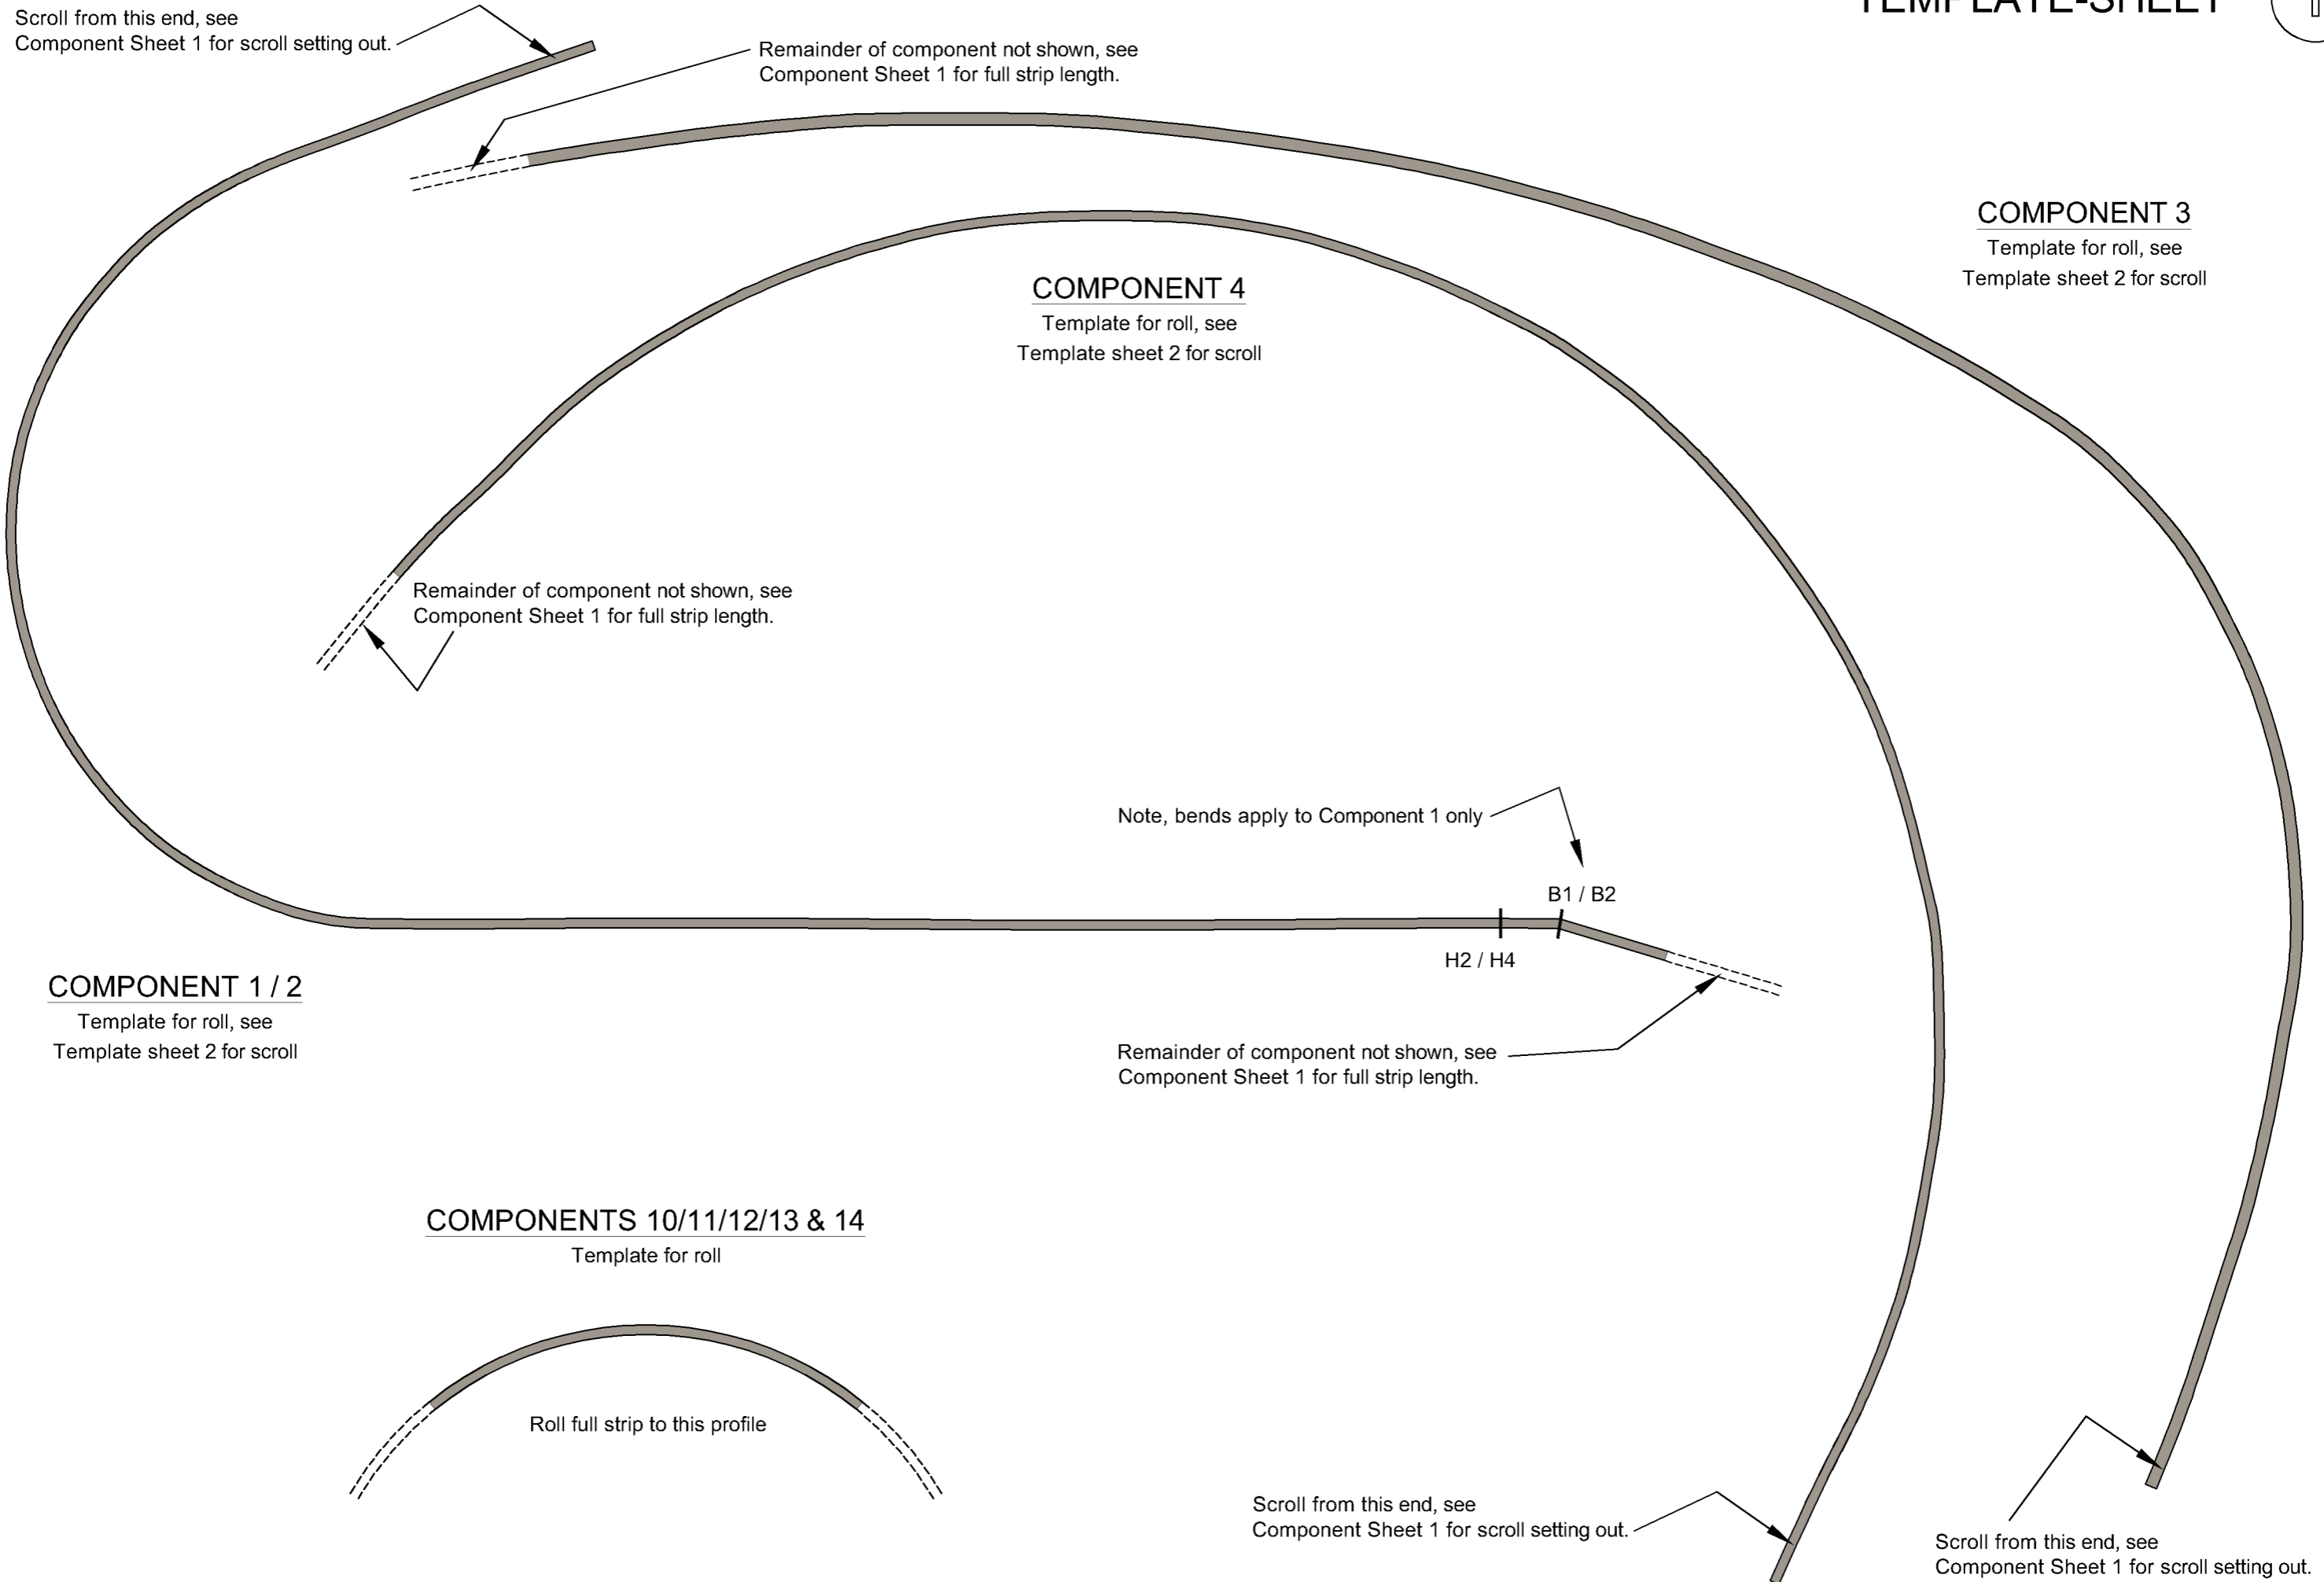 TEMPLATE-SHEET
Scroll from this end, see
Component Sheet 1 for scroll setting out.
Remainder of component not shown, see
Component Sheet 1 for full strip length.
COMPONENT 3
Template for roll, see
Template sheet 2 for scroll
COMPONENT 4
Template for roll, see
Template sheet 2 for scroll
Remainder of component not shown, see
Component Sheet 1 for full strip length.
Note, bends apply to Component 1 only
B1 / B2
H2 / H4
COMPONENT 1 / 2
Template for roll, see
Template sheet 2 for scroll
Remainder of component not shown, see
Component Sheet 1 for full strip length.
COMPONENTS 10/11/12/13 & 14
Template for roll
Roll full strip to this profile
Scroll from this end, see
Component Sheet 1 for scroll setting out.
Scroll from this end, see
Component Sheet 1 for scroll setting out.